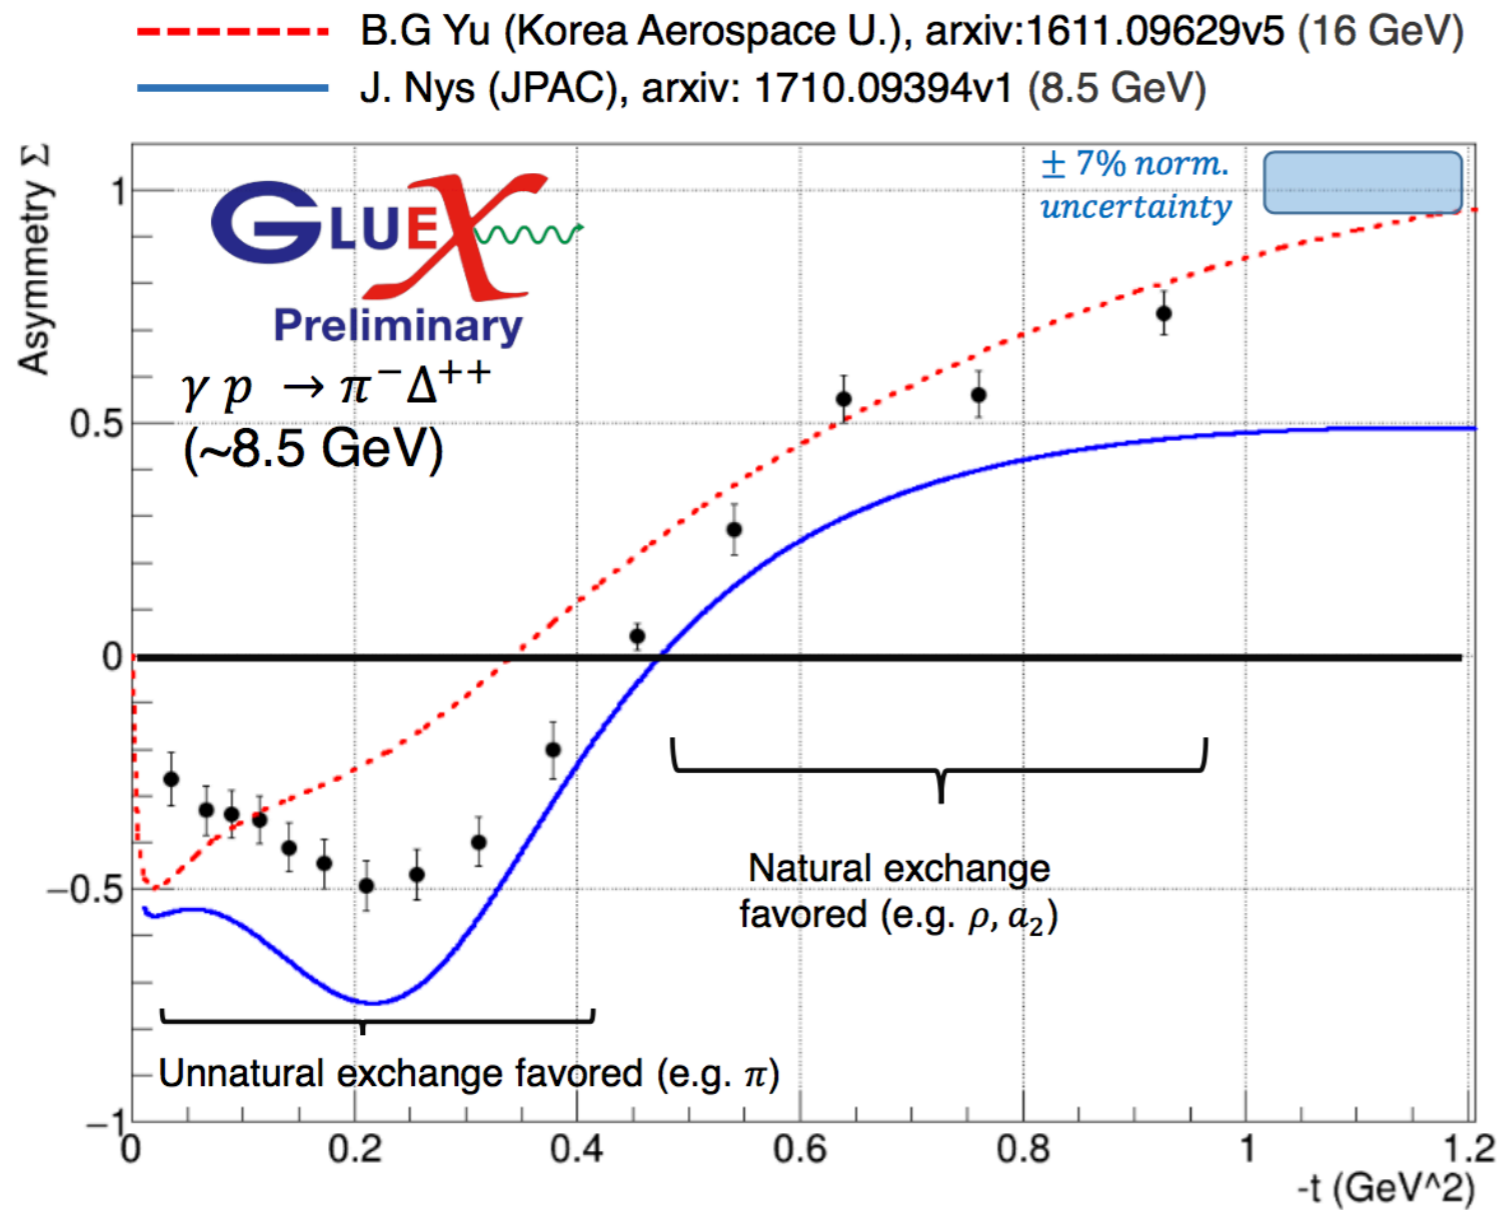 B.G Yu (Korea Aerospace U.), arxiv:1611.09629v5 (16 GeV)
J. Nys (JPAC), arxiv: 1710.09394v1 (8.5 GeV)
Asymmetry Σ
1
0.5
0
−0.5
−1
GLUEX
Preliminary
γ p → π⁻Δ⁺⁺
(~8.5 GeV)
± 7% norm.
uncertainty
Natural exchange
favored (e.g. ρ, a₂)
Unnatural exchange favored (e.g. π)
0 0.2 0.4 0.6 0.8 1 1.2
-t (GeV^2)